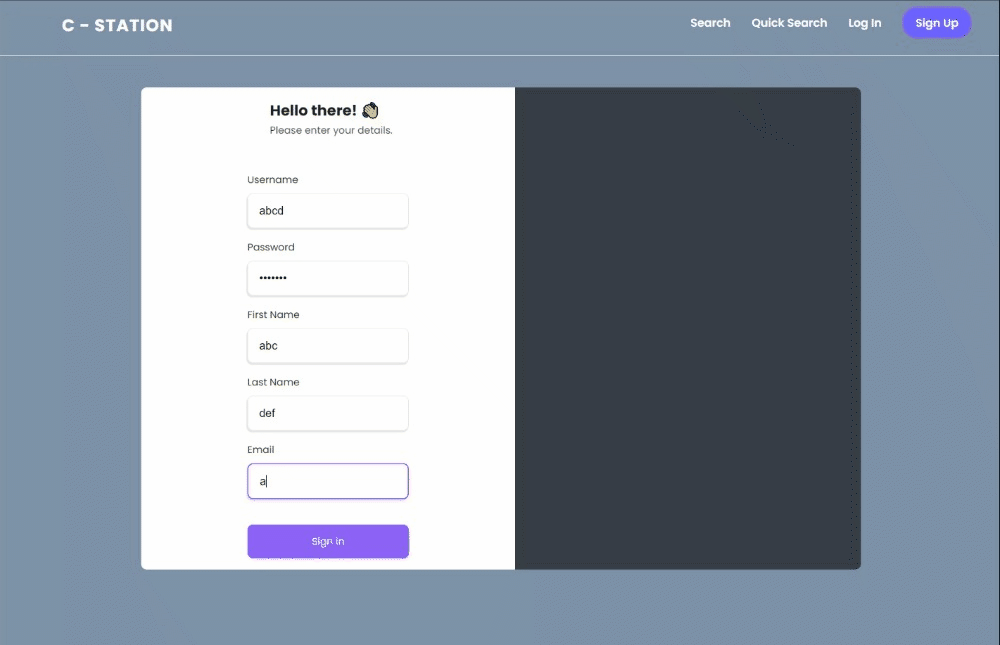 C - STATION
Search
Quick Search
Log In
Sign Up
Hello there! 👋
Please enter your details.
Username
abcd
Password
•••••••
First Name
abc
Last Name
def
Email
a
Sign in